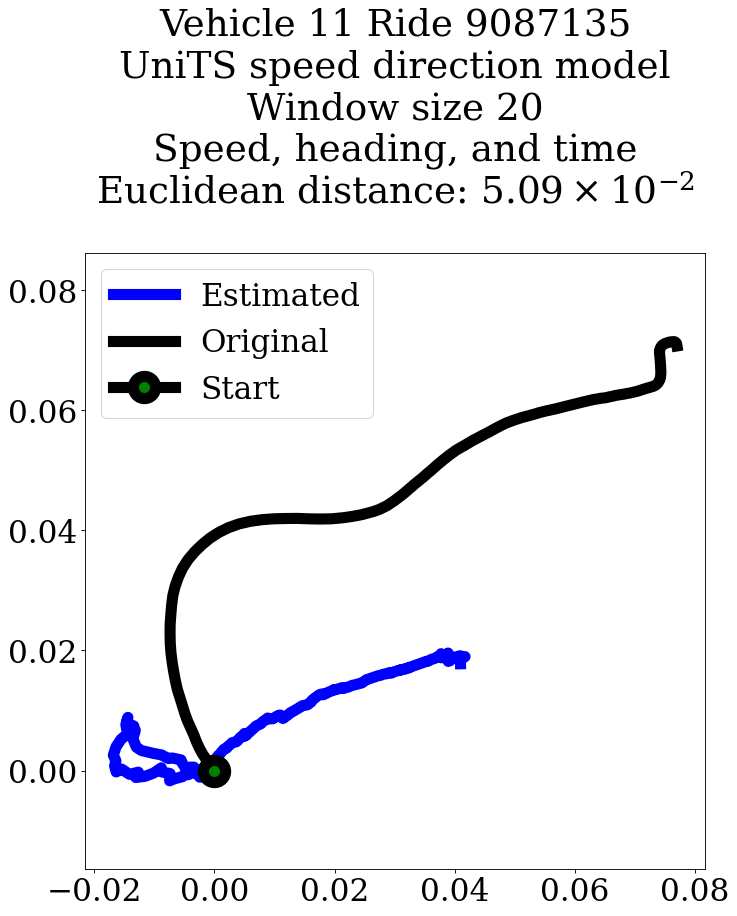 Vehicle 11 Ride 9087135
UniTS speed direction model
Window size 20
Speed, heading, and time
Euclidean distance: 5.09 × 10⁻²
Estimated
Original
Start
0.08
0.06
0.04
0.02
0.00
−0.02 0.00 0.02 0.04 0.06 0.08